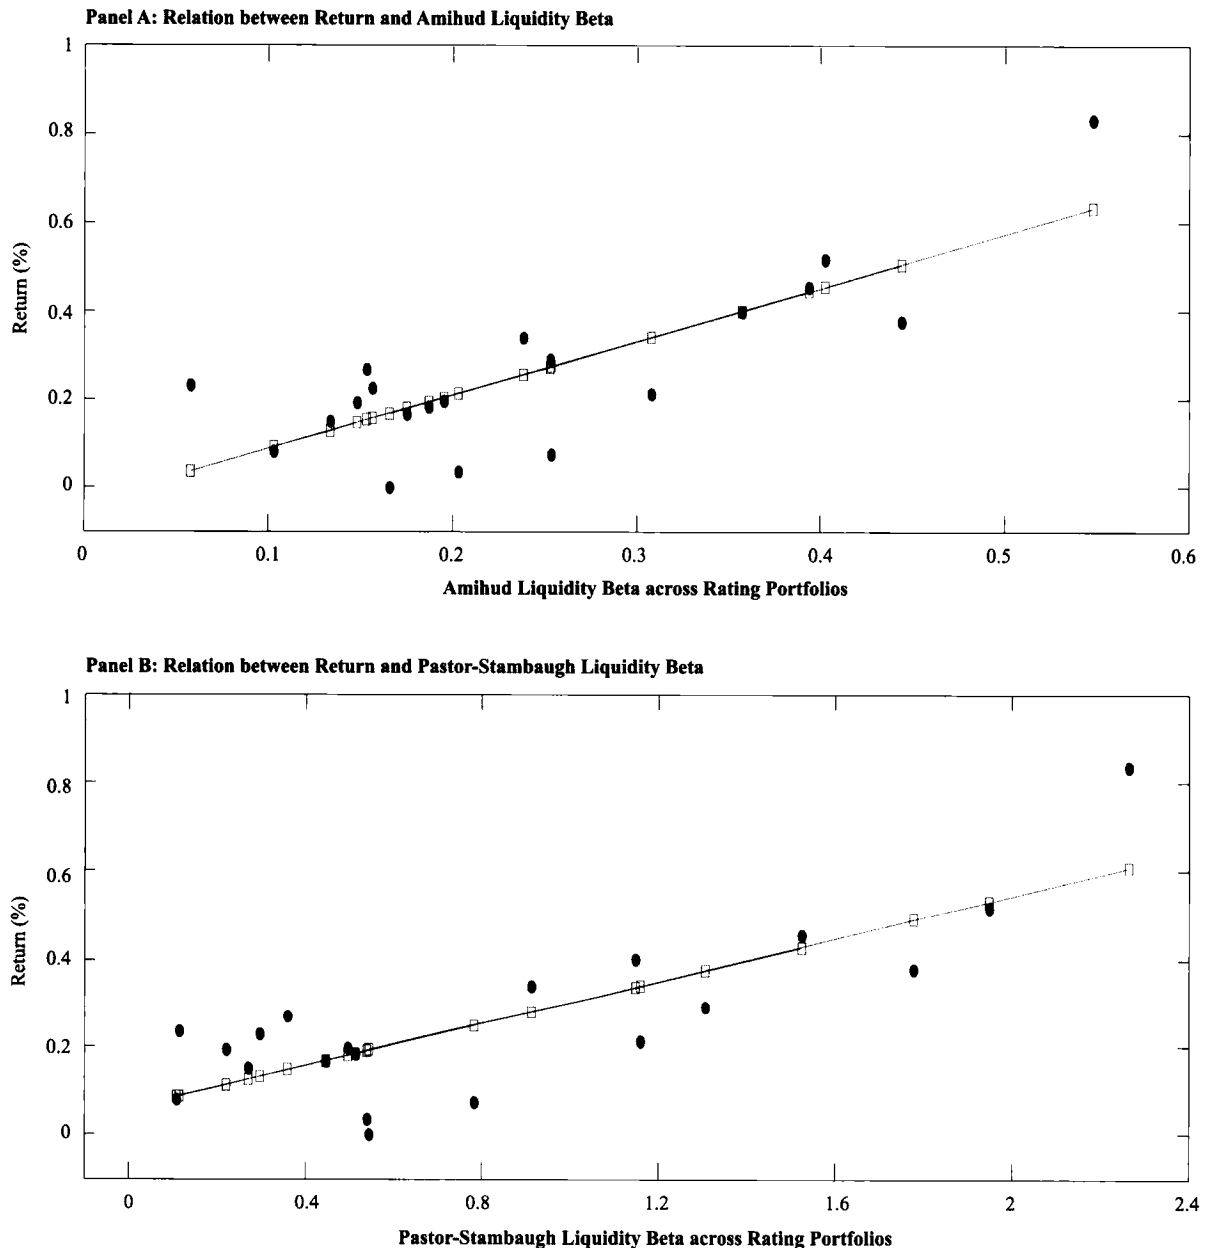 Panel A: Relation between Return and Amihud Liquidity Beta
1
0.8
0.6
0.4
0.2
0
Return (%)
0 0.1 0.2 0.3 0.4 0.5 0.6
Amihud Liquidity Beta across Rating Portfolios
Panel B: Relation between Return and Pastor-Stambaugh Liquidity Beta
1
0.8
0.6
0.4
0.2
0
Return (%)
0 0.4 0.8 1.2 1.6 2 2.4
Pastor-Stambaugh Liquidity Beta across Rating Portfolios